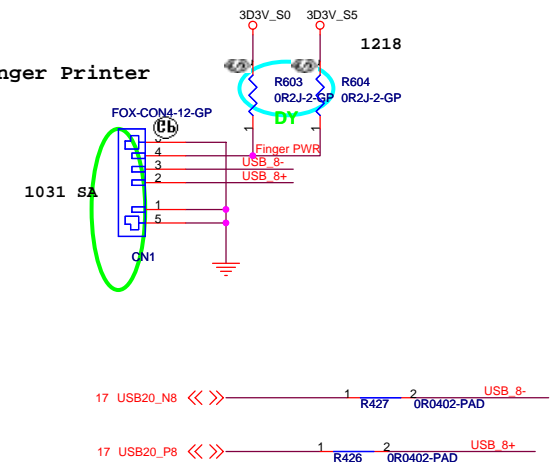 3D3V_S0 3D3V_S5
1218
nger Printer
R603 R604
0R2J-2-GP 0R2J-2-GP
DY
FOX-CON4-12-GP
1 1
4 Finger PWR
3 USB_8-
2 USB_8+
1031 SA
1
5
CN1
17 USB20_N8 1 R427 2 0R0402-PAD USB_8-
17 USB20_P8 1 R426 2 0R0402-PAD USB_8+